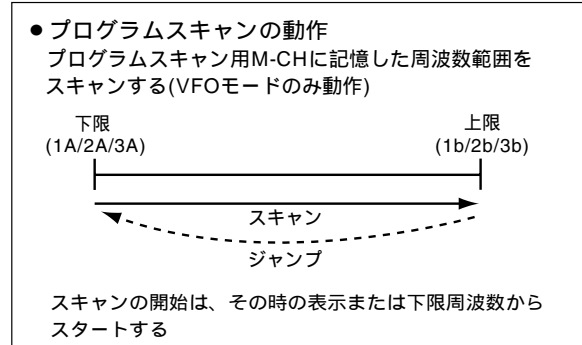 ●プログラムスキャンの動作
プログラムスキャン用M-CHに記憶した周波数範囲を
スキャンする(VFOモードのみ動作)
下限 上限
(1A/2A/3A) (1b/2b/3b)
スキャン
ジャンプ
スキャンの開始は、その時の表示または下限周波数から
スタートする